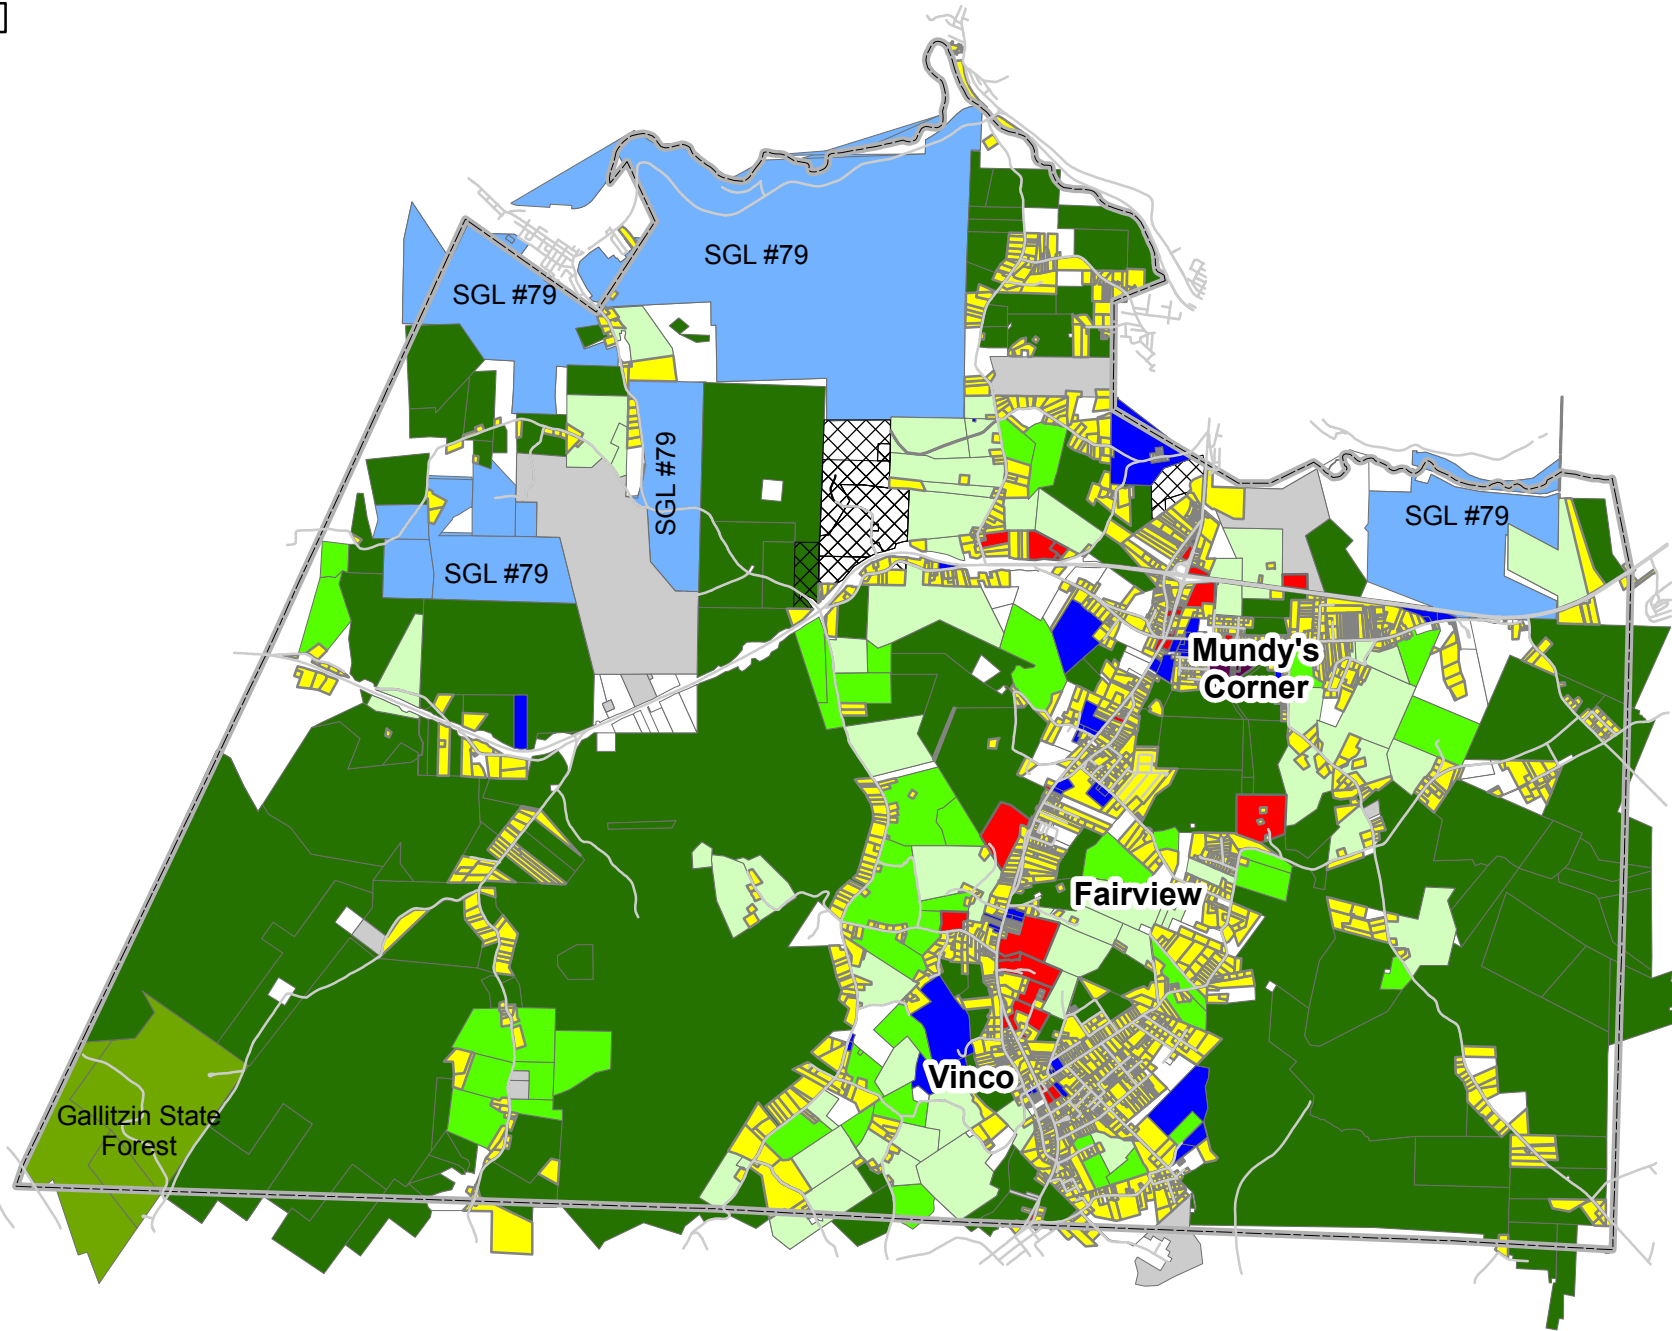 SGL #79
SGL #79
SGL #79
SGL #79
SGL #79
Mundy's
Corner
Fairview
Vinco
Gallitzin State
Forest